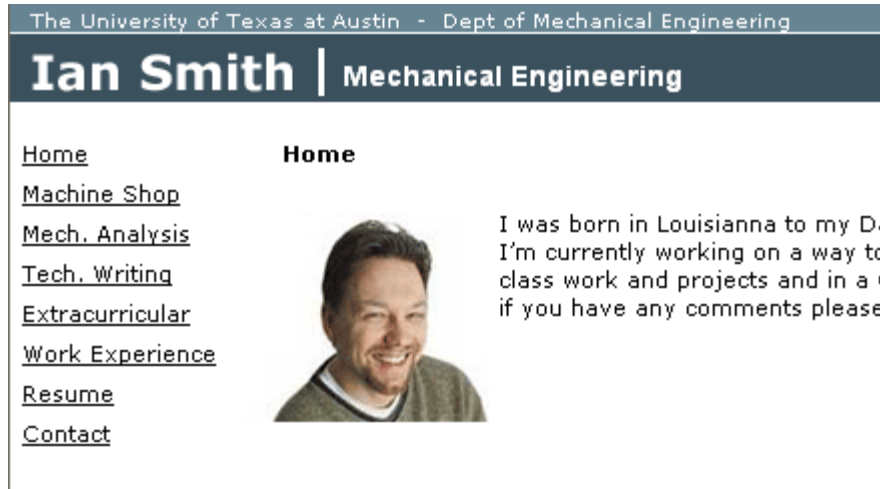 The University of Texas at Austin - Dept of Mechanical Engineering
Ian Smith | Mechanical Engineering
Home
Machine Shop
Mech. Analysis
Tech. Writing
Extracurricular
Work Experience
Resume
Contact
Home
I was born in Louisianna to my
I'm currently working on a way
class work and projects and in a
if you have any comments please